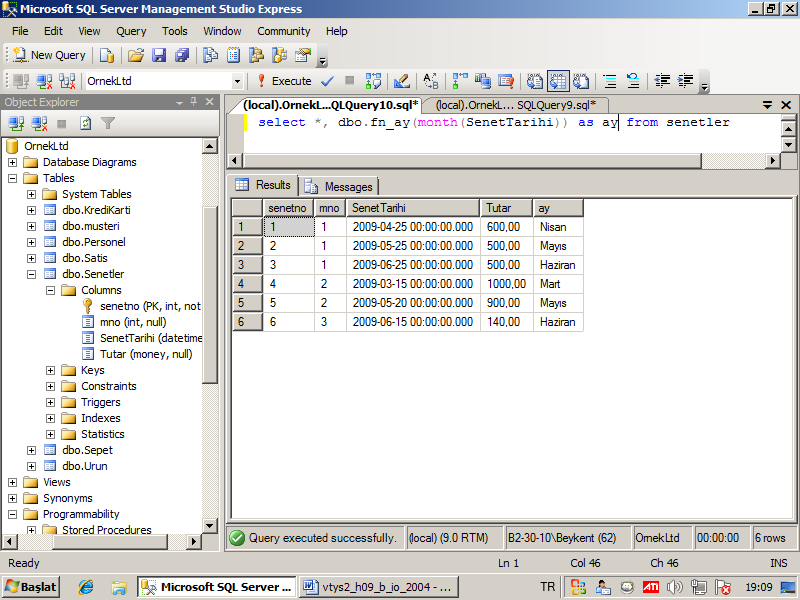 Microsoft SQL Server Management Studio Express
File Edit View Query Tools Window Community Help
New Query
OrnekLtd Execute
Object Explorer
(local).OrnekL...QLQuery10.sql* (local).OrnekL... SQLQuery9.sql*
select *, dbo.fn_ay(month(SenetTarihi)) as ay from senetler
OrnekLtd
Database Diagrams
Tables
System Tables
dbo.KrediKarti
dbo.musteri
dbo.Personel
dbo.Satis
dbo.Senetler
Columns
senetno (PK, int, not
mno (int, null)
SenetTarihi (datetime
Tutar (money, null)
Keys
Constraints
Triggers
Indexes
Statistics
dbo.Sepet
dbo.Urun
Views
Synonyms
Programmability
Stored Procedures
Results Messages
senetno mno SenetTarihi Tutar ay
1 1 1 2009-04-25 00:00:00.000 600,00 Nisan
2 2 1 2009-05-25 00:00:00.000 500,00 Mayıs
3 3 1 2009-06-25 00:00:00.000 500,00 Haziran
4 4 2 2009-03-15 00:00:00.000 1000,00 Mart
5 5 2 2009-05-20 00:00:00.000 900,00 Mayıs
6 6 3 2009-06-15 00:00:00.000 140,00 Haziran
Query executed successfully. (local) (9.0 RTM) B2-30-10\Beykent (62) OrnekLtd 00:00:00 6 rows
Ready Ln 1 Col 46 Ch 46 INS
Başlat Microsoft SQL Server ... vtys2_h09_b_io_2004 - ... TR ATI 19:09